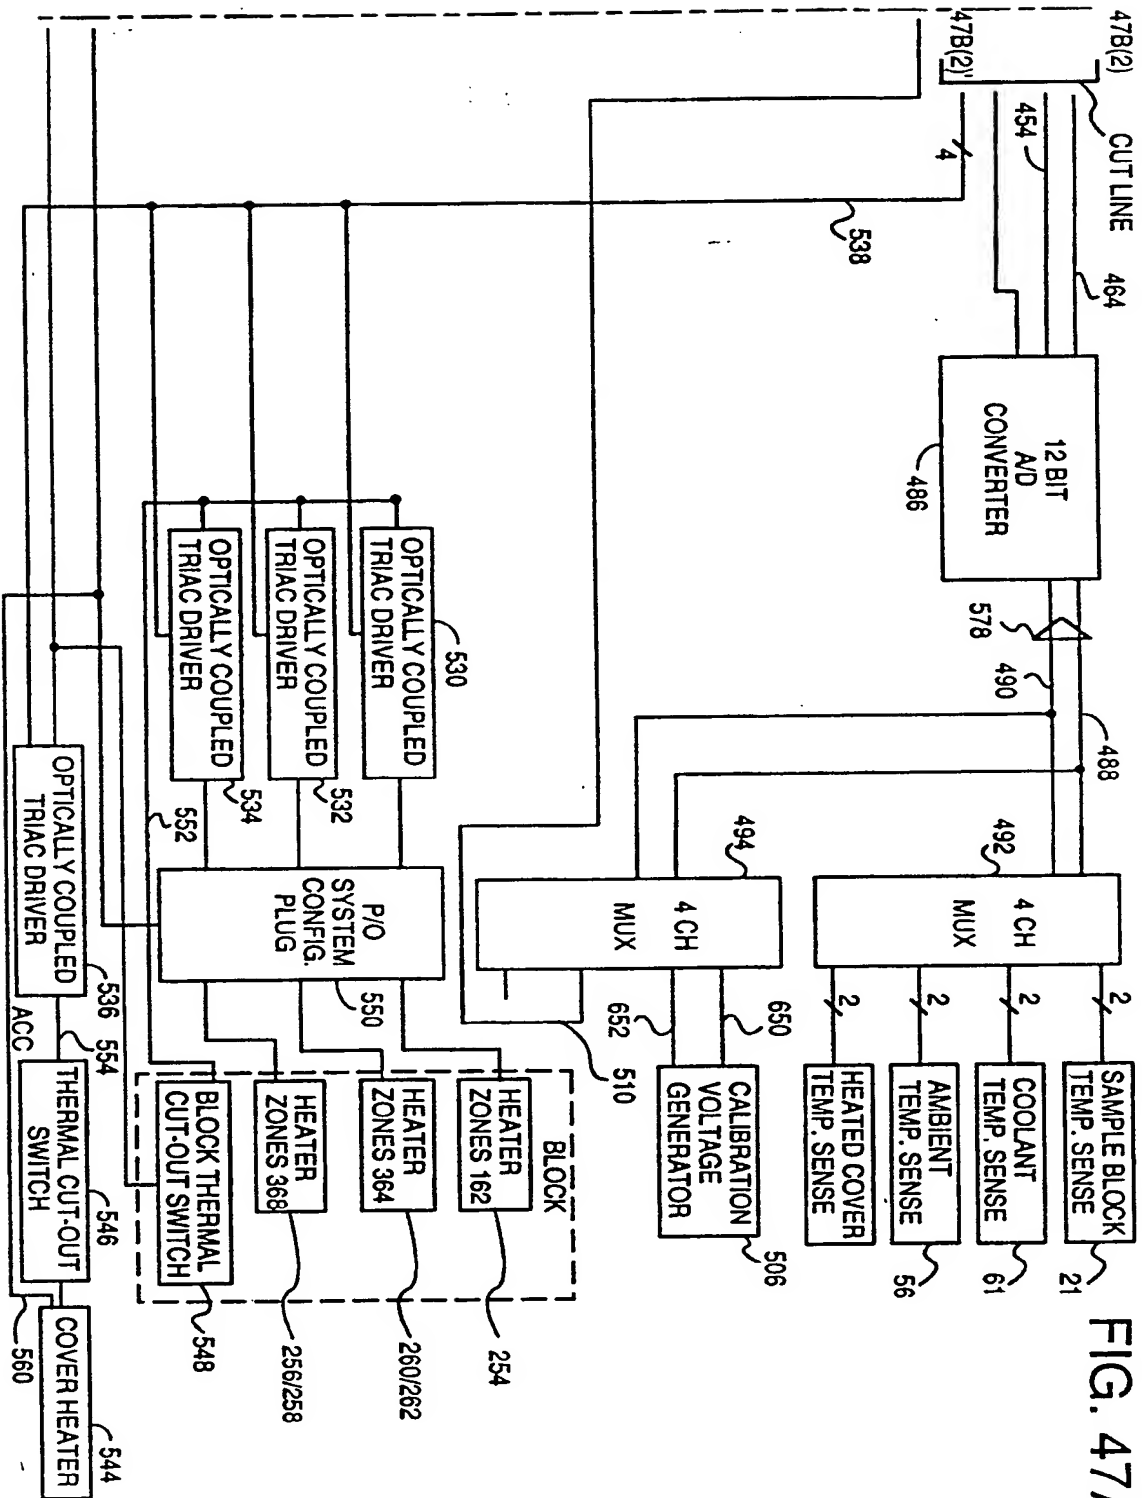 FIG. 47A
47B(2)
47B(2)'
CUT LINE
454
464
4
538
12 BIT
A/D
CONVERTER
486
578
490
488
492
4 CH
MUX
494
4 CH
MUX
2
2
2
2
SAMPLE BLOCK
TEMP. SENSE
21
COOLANT
TEMP. SENSE
61
AMBIENT
TEMP. SENSE
56
HEATED COVER
TEMP. SENSE
650
652
CALIBRATION
VOLTAGE
GENERATOR
506
510
OPTICALLY COUPLED
TRIAC DRIVER
530
OPTICALLY COUPLED
TRIAC DRIVER
532
OPTICALLY COUPLED
TRIAC DRIVER
534
552
P/O
SYSTEM
CONFIG.
PLUG
550
BLOCK
HEATER
ZONES 162
254
HEATER
ZONES 364
260/262
HEATER
ZONES 368
256/258
BLOCK THERMAL
CUT-OUT SWITCH
548
OPTICALLY COUPLED
TRIAC DRIVER
536
ACC
554
THERMAL CUT-OUT
SWITCH
546
COVER HEATER
544
560